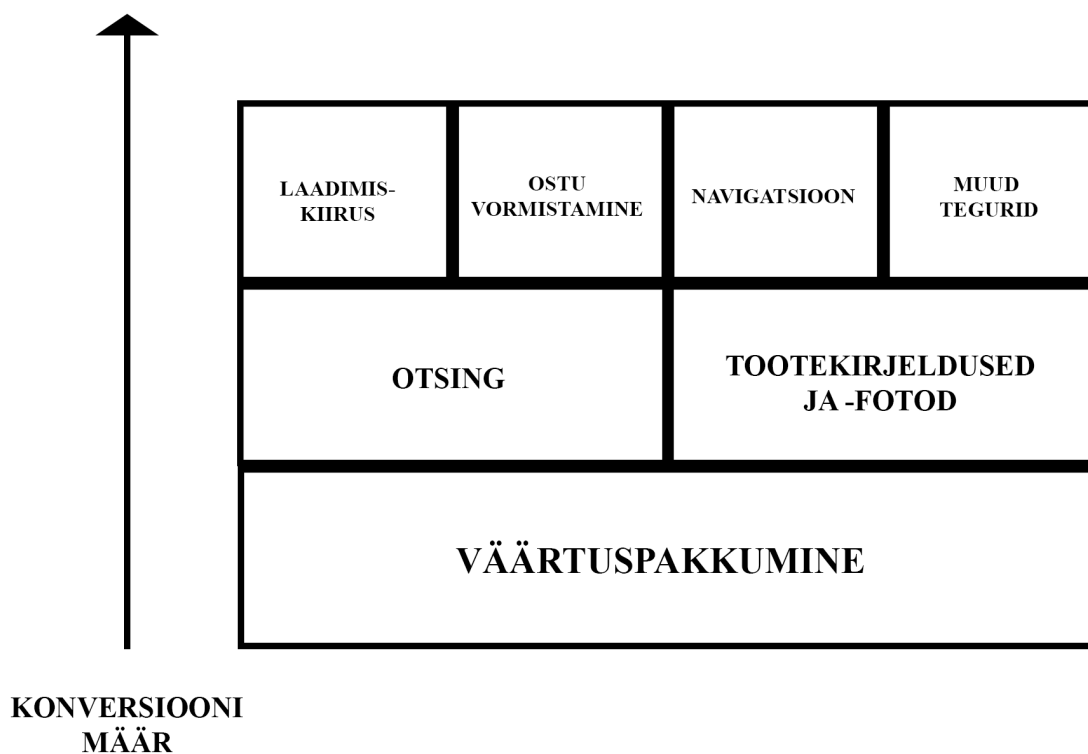 LAADIMIS-
KIIRUS
OSTU
VORMISTAMINE
NAVIGATSIOON
MUUD
TEGURID
OTSING
TOOTEKIRJELDUSED
JA -FOTOD
VÄÄRTUSPAKKUMINE
KONVERSIOONI
MÄÄR